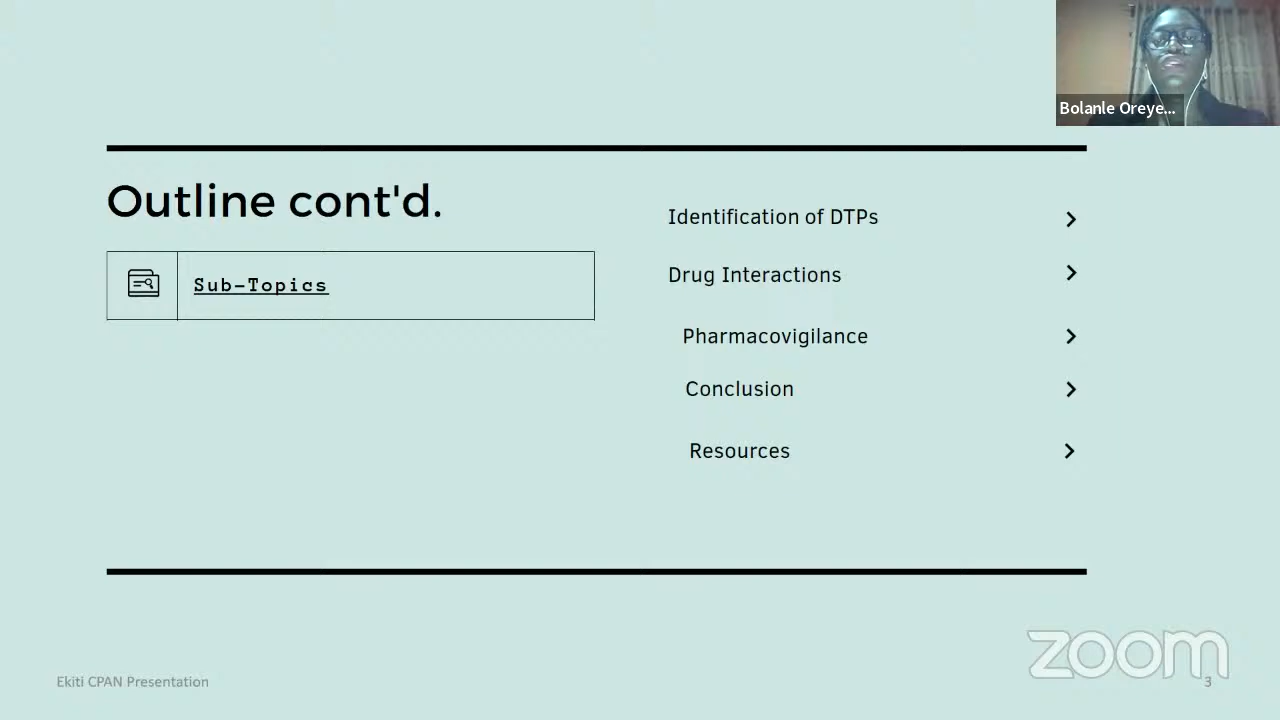 Bolanle Oreye...
Outline cont'd.
Sub-Topics
Identification of DTPs
Drug Interactions
Pharmacovigilance
Conclusion
Resources
Ekiti CPAN Presentation
zoom
3